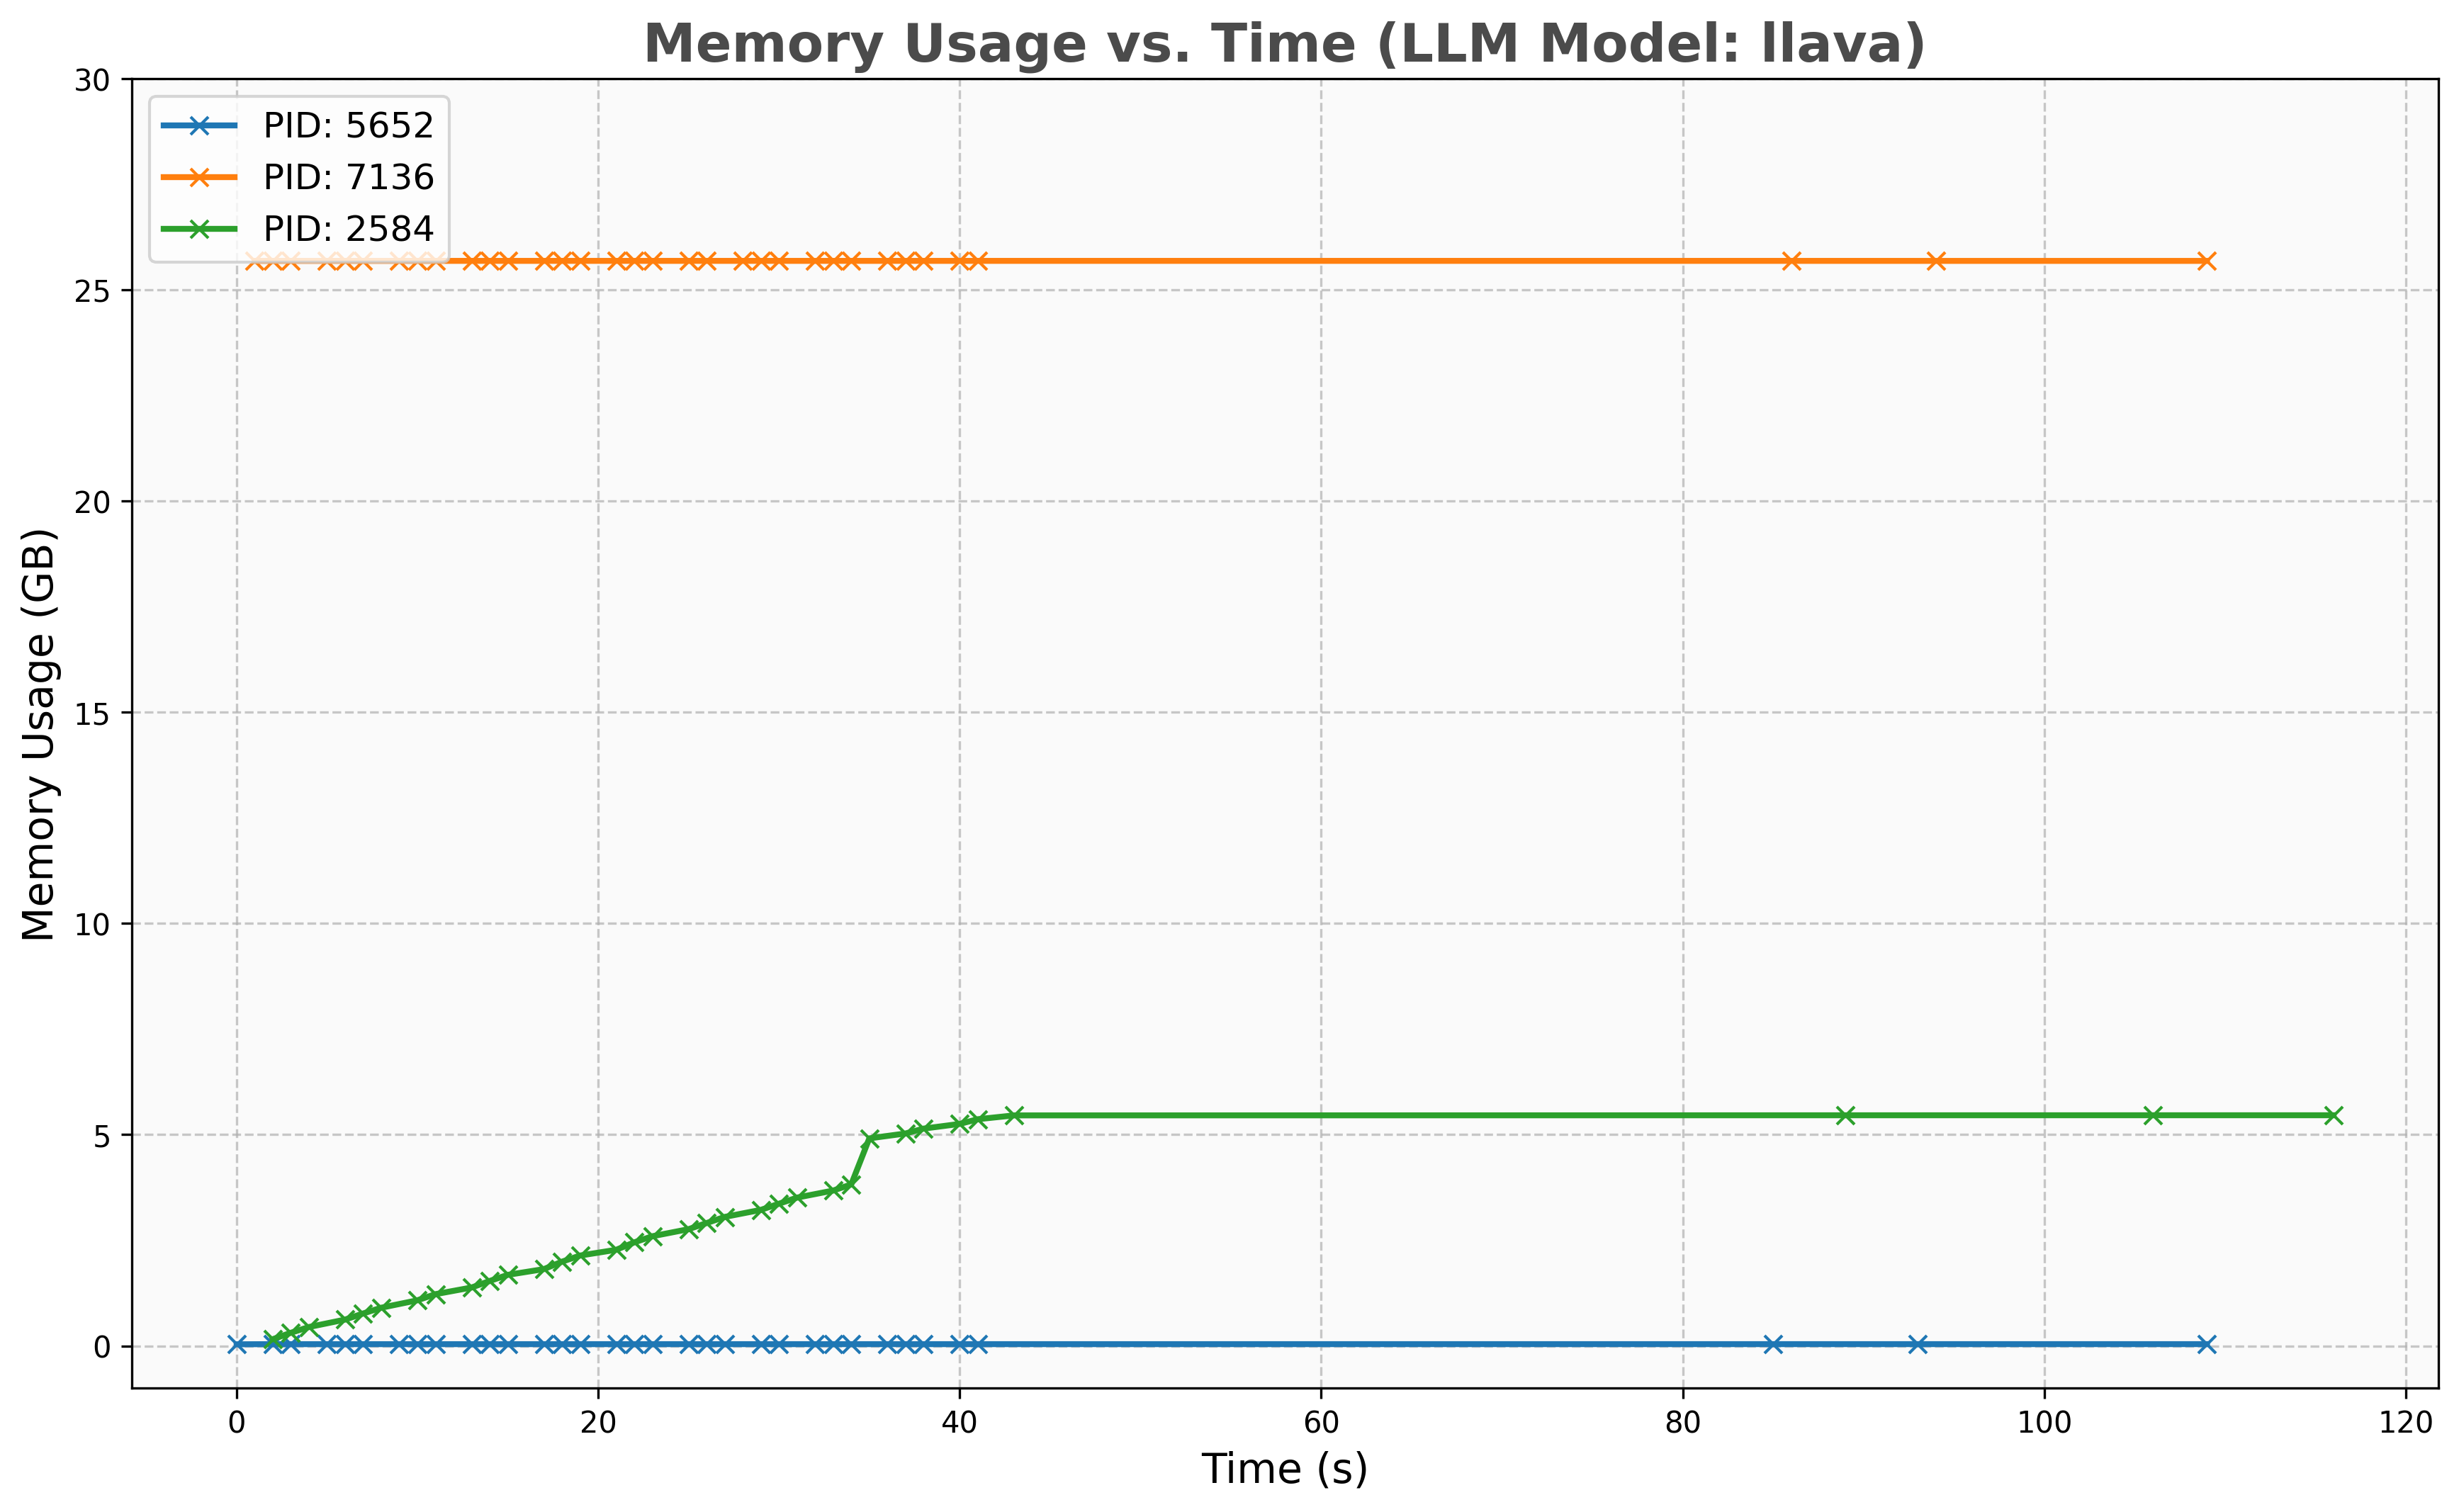 Memory Usage vs. Time (LLM Model: llava)
PID: 5652
PID: 7136
PID: 2584
Memory Usage (GB)
30
25
20
15
10
5
0
0 20 40 60 80 100 120
Time (s)